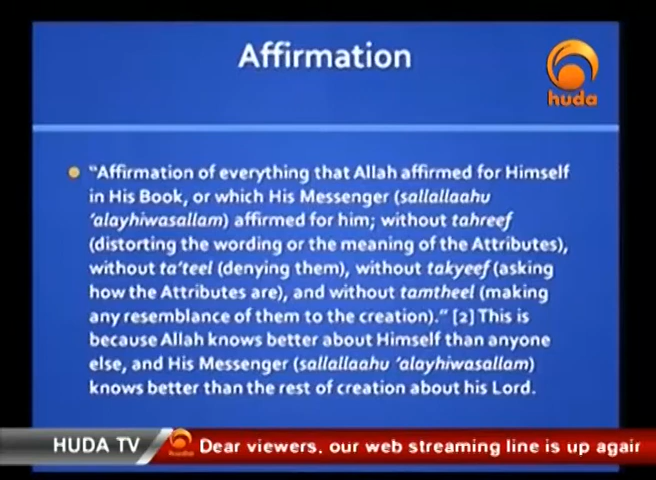 Affirmation
huda
"Affirmation of everything that Allah affirmed for Himself
in His Book, or which His Messenger (sallallaahu
'alayhiwasallam) affirmed for him; without tahreef
(distorting the wording or the meaning of the Attributes),
without ta'teel (denying them), without takyeef (asking
how the Attributes are), and without tamtheel (making
any resemblance of them to the creation)." [2] This is
because Allah knows better about Himself than anyone
else, and His Messenger (sallallaahu 'alayhiwasallam)
knows better than the rest of creation about his Lord.
HUDA TV huda Dear viewers, our web streaming line is up agair